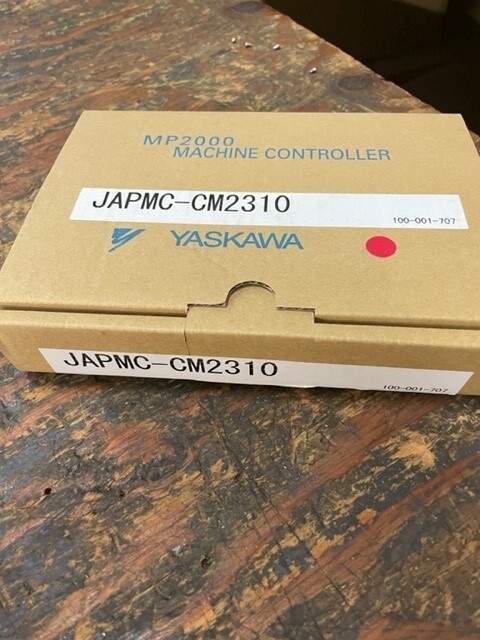 MP2000
MACHINE CONTROLLER
JAPMC-CM2310
100-001-707
YASKAWA
JAPMC-CM2310
100-001-707